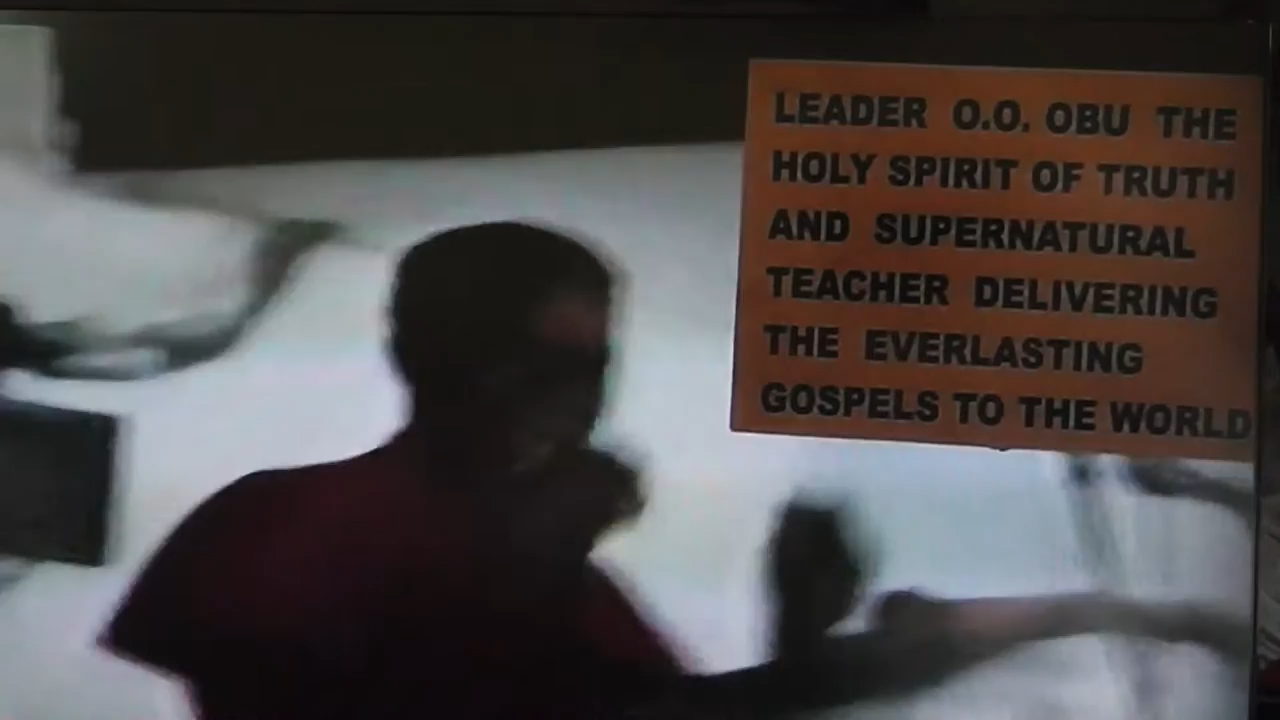 LEADER O.O. OBU THE
HOLY SPIRIT OF TRUTH
AND SUPERNATURAL
TEACHER DELIVERING
THE EVERLASTING
GOSPELS TO THE WORLD